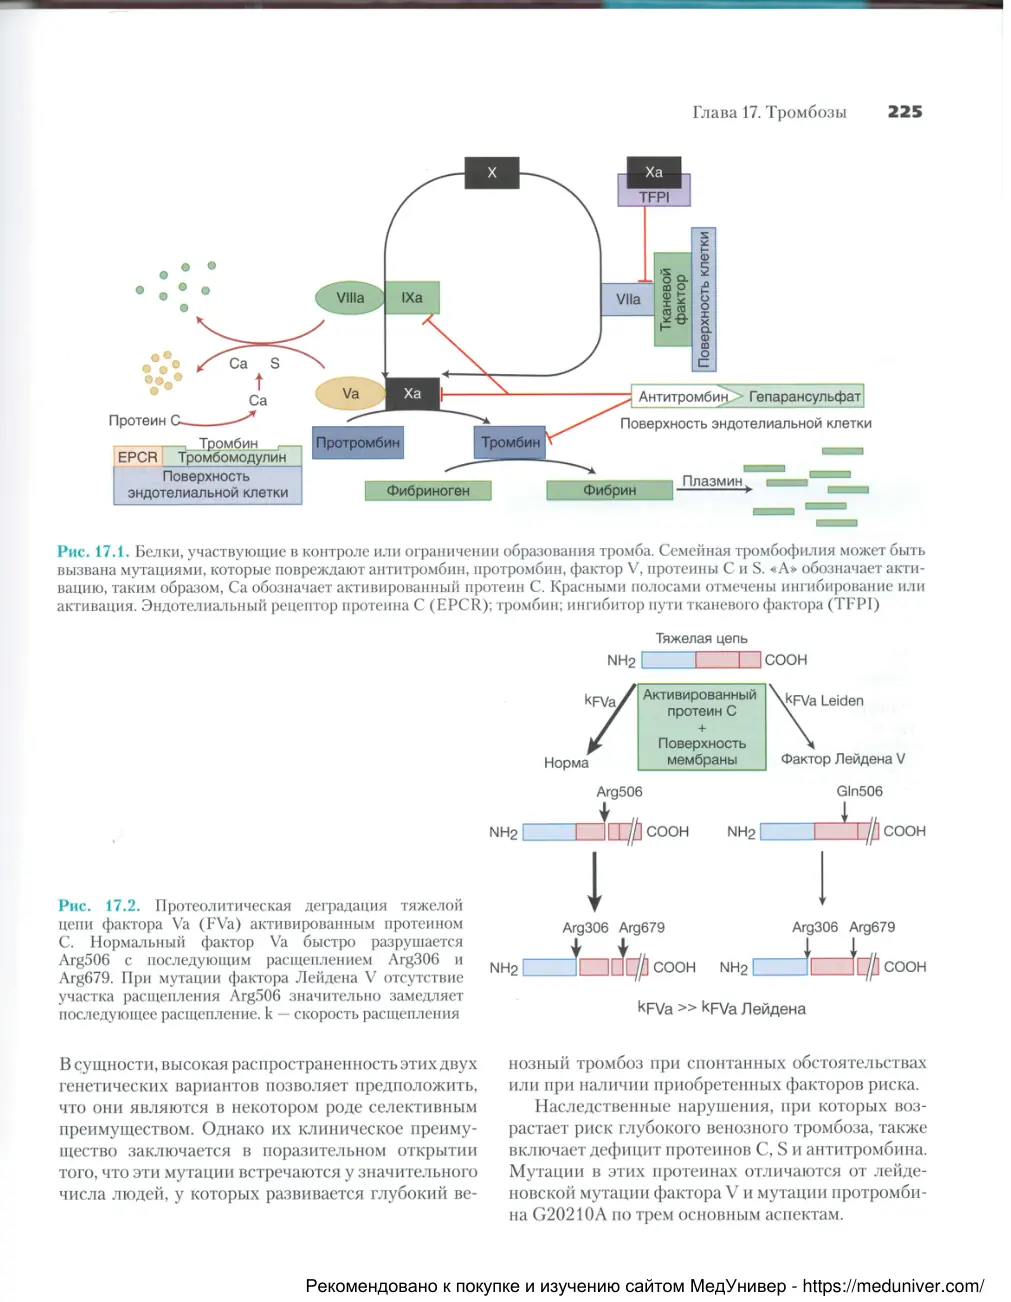 Глава 17. Тромбозы 225
X
Xa
TFPI
VIIIa
IXa
VIIa
Тканевой
фактор
Поверхность клетки
Ca S
Ca
Протеин C
Va
Xa
Антитромбин
Гепарансульфат
Поверхность эндотелиальной клетки
Тромбин
EPCR
Тромбомодулин
Поверхность
эндотелиальной клетки
Протромбин
Тромбин
Фибриноген
Фибрин
Плазмин
Рис. 17.1. Белки, участвующие в контроле или ограничении образования тромба. Семейная тромбофилия может быть
вызвана мутациями, которые повреждают антитромбин, протромбин, фактор V, протеины C и S. «А» обозначает акти-
вацию, таким образом, Ca обозначает активированный протеин C. Красными полосами отмечены ингибирование или
активация. Эндотелиальный рецептор протеина C (EPCR); тромбин; ингибитор пути тканевого фактора (TFPI)
Тяжелая цепь
NH2 COOH
kFVa
Активированный
протеин C
+
Поверхность
мембраны
kFVa Leiden
Норма
Фактор Лейдена V
Arg506
Gln506
NH2 COOH
NH2 COOH
Arg306 Arg679
Arg306 Arg679
NH2 COOH
NH2 COOH
kFVa >> kFVa Лейдена
Рис. 17.2. Протеолитическая деградация тяжелой
цепи фактора Va (FVa) активированным протеином
C. Нормальный фактор Va быстро разрушается
Arg506 с последующим расщеплением Arg306 и
Arg679. При мутации фактора Лейдена V отсутствие
участка расщепления Arg506 значительно замедляет
последующее расщепление. k — скорость расщепления
В сущности, высокая распространенность этих двух
генетических вариантов позволяет предположить,
что они являются в некотором роде селективным
преимуществом. Однако их клиническое преиму-
щество заключается в поразительном открытии
того, что эти мутации встречаются у значительного
числа людей, у которых развивается глубокий ве-
нозный тромбоз при спонтанных обстоятельствах
или при наличии приобретенных факторов риска.
Наследственные нарушения, при которых воз-
растает риск глубокого венозного тромбоза, также
включает дефицит протеинов C, S и антитромбина.
Мутации в этих протеинах отличаются от лейде-
новской мутации фактора V и мутации протромби-
на G20210A по трем основным аспектам.
Рекомендовано к покупке и изучению сайтом МедУнивер - https://meduniver.com/